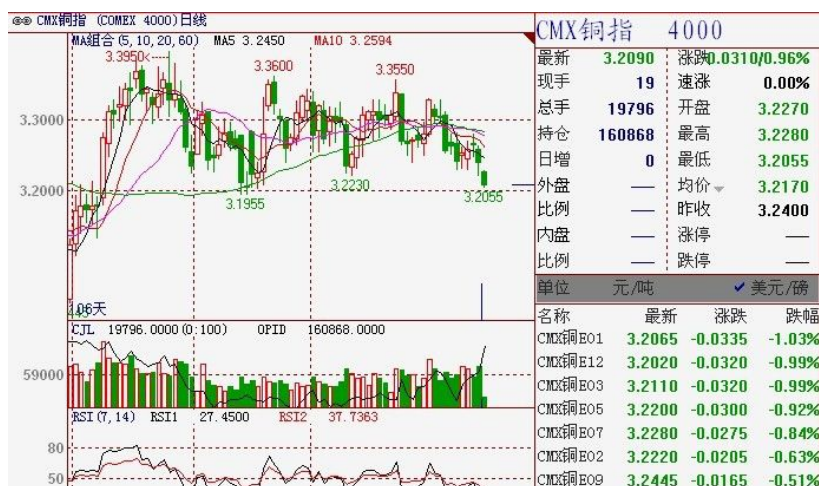 CMX铜指 (COMEX 4000)日线
MA组合(5,10,20,60) MA5 3.2450 MA10 3.2594
3.3950
3.3600
3.3550
3.3000
3.2000
3.1955
3.2230
3.2055
106天
CJL 19796.0000(0:100) OPID 160868.0000
59000
RSI(7,14) RSI1 27.4500 RSI2 37.7363
80
50
CMX铜指 4000
最新 3.2090 涨跌0.0310/0.96%
现手 19 速涨 0.00%
总手 19796 开盘 3.2270
持仓 160868 最高 3.2280
日增 0 最低 3.2055
外盘 — 均价 3.2170
比例 — 昨收 3.2400
内盘 — 涨停 —
比例 — 跌停 —
单位 元/吨 ✓ 美元/磅
名称 最新 涨跌 跌幅
CMX铜E01 3.2065 -0.0335 -1.03%
CMX铜E12 3.2020 -0.0320 -0.99%
CMX铜E03 3.2110 -0.0320 -0.99%
CMX铜E05 3.2200 -0.0300 -0.92%
CMX铜E07 3.2280 -0.0275 -0.84%
CMX铜E02 3.2220 -0.0205 -0.63%
CMX铜E09 3.2445 -0.0165 -0.51%